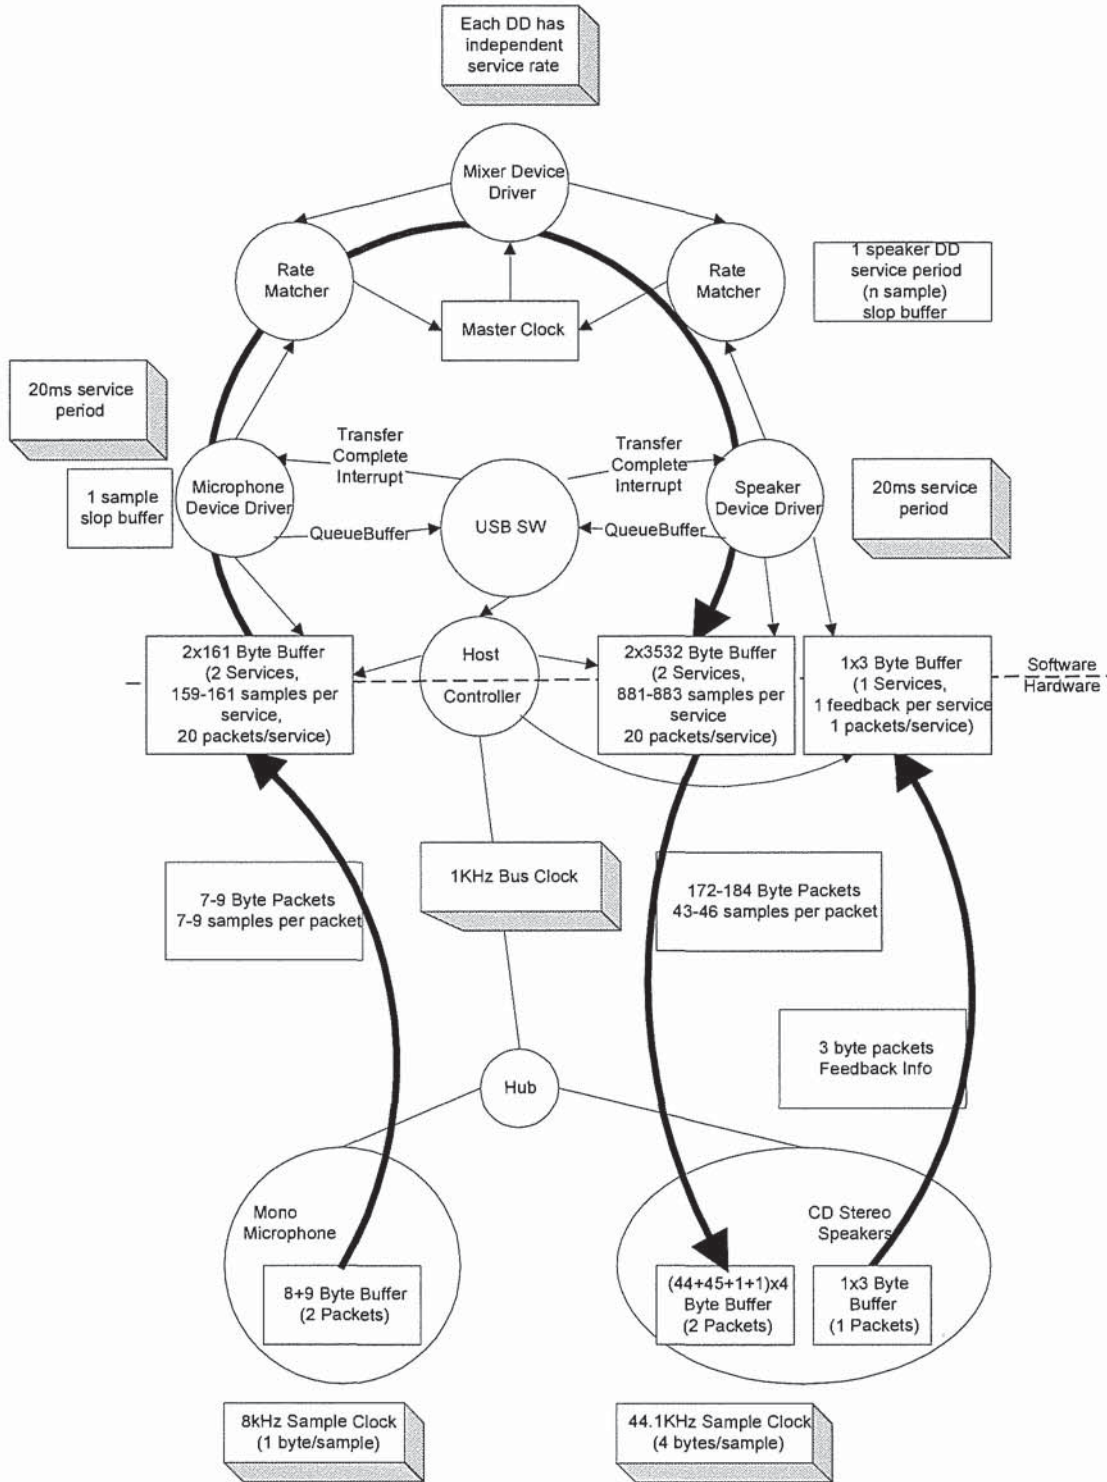 Each DD has
independent
service rate
Mixer Device
Driver
Rate
Matcher
Rate
Matcher
1 speaker DD
service period
(n sample)
slop buffer
Master Clock
20ms service
period
Transfer
Complete
Interrupt
Transfer
Complete
Interrupt
1 sample
slop buffer
Microphone
Device Driver
USB SW
Speaker
Device Driver
20ms service
period
QueueBuffer
QueueBuffer
2x161 Byte Buffer
(2 Services,
159-161 samples per
service,
20 packets/service)
Host
Controller
2x3532 Byte Buffer
(2 Services,
881-883 samples per
service
20 packets/service)
1x3 Byte Buffer
(1 Services,
1 feedback per service
1 packets/service)
Software
Hardware
7-9 Byte Packets
7-9 samples per packet
1KHz Bus Clock
172-184 Byte Packets
43-46 samples per packet
3 byte packets
Feedback Info
Hub
Mono
Microphone
CD Stereo
Speakers
8+9 Byte Buffer
(2 Packets)
(44+45+1+1)x4
Byte Buffer
(2 Packets)
1x3 Byte
Buffer
(1 Packets)
8kHz Sample Clock
(1 byte/sample)
44.1KHz Sample Clock
(4 bytes/sample)